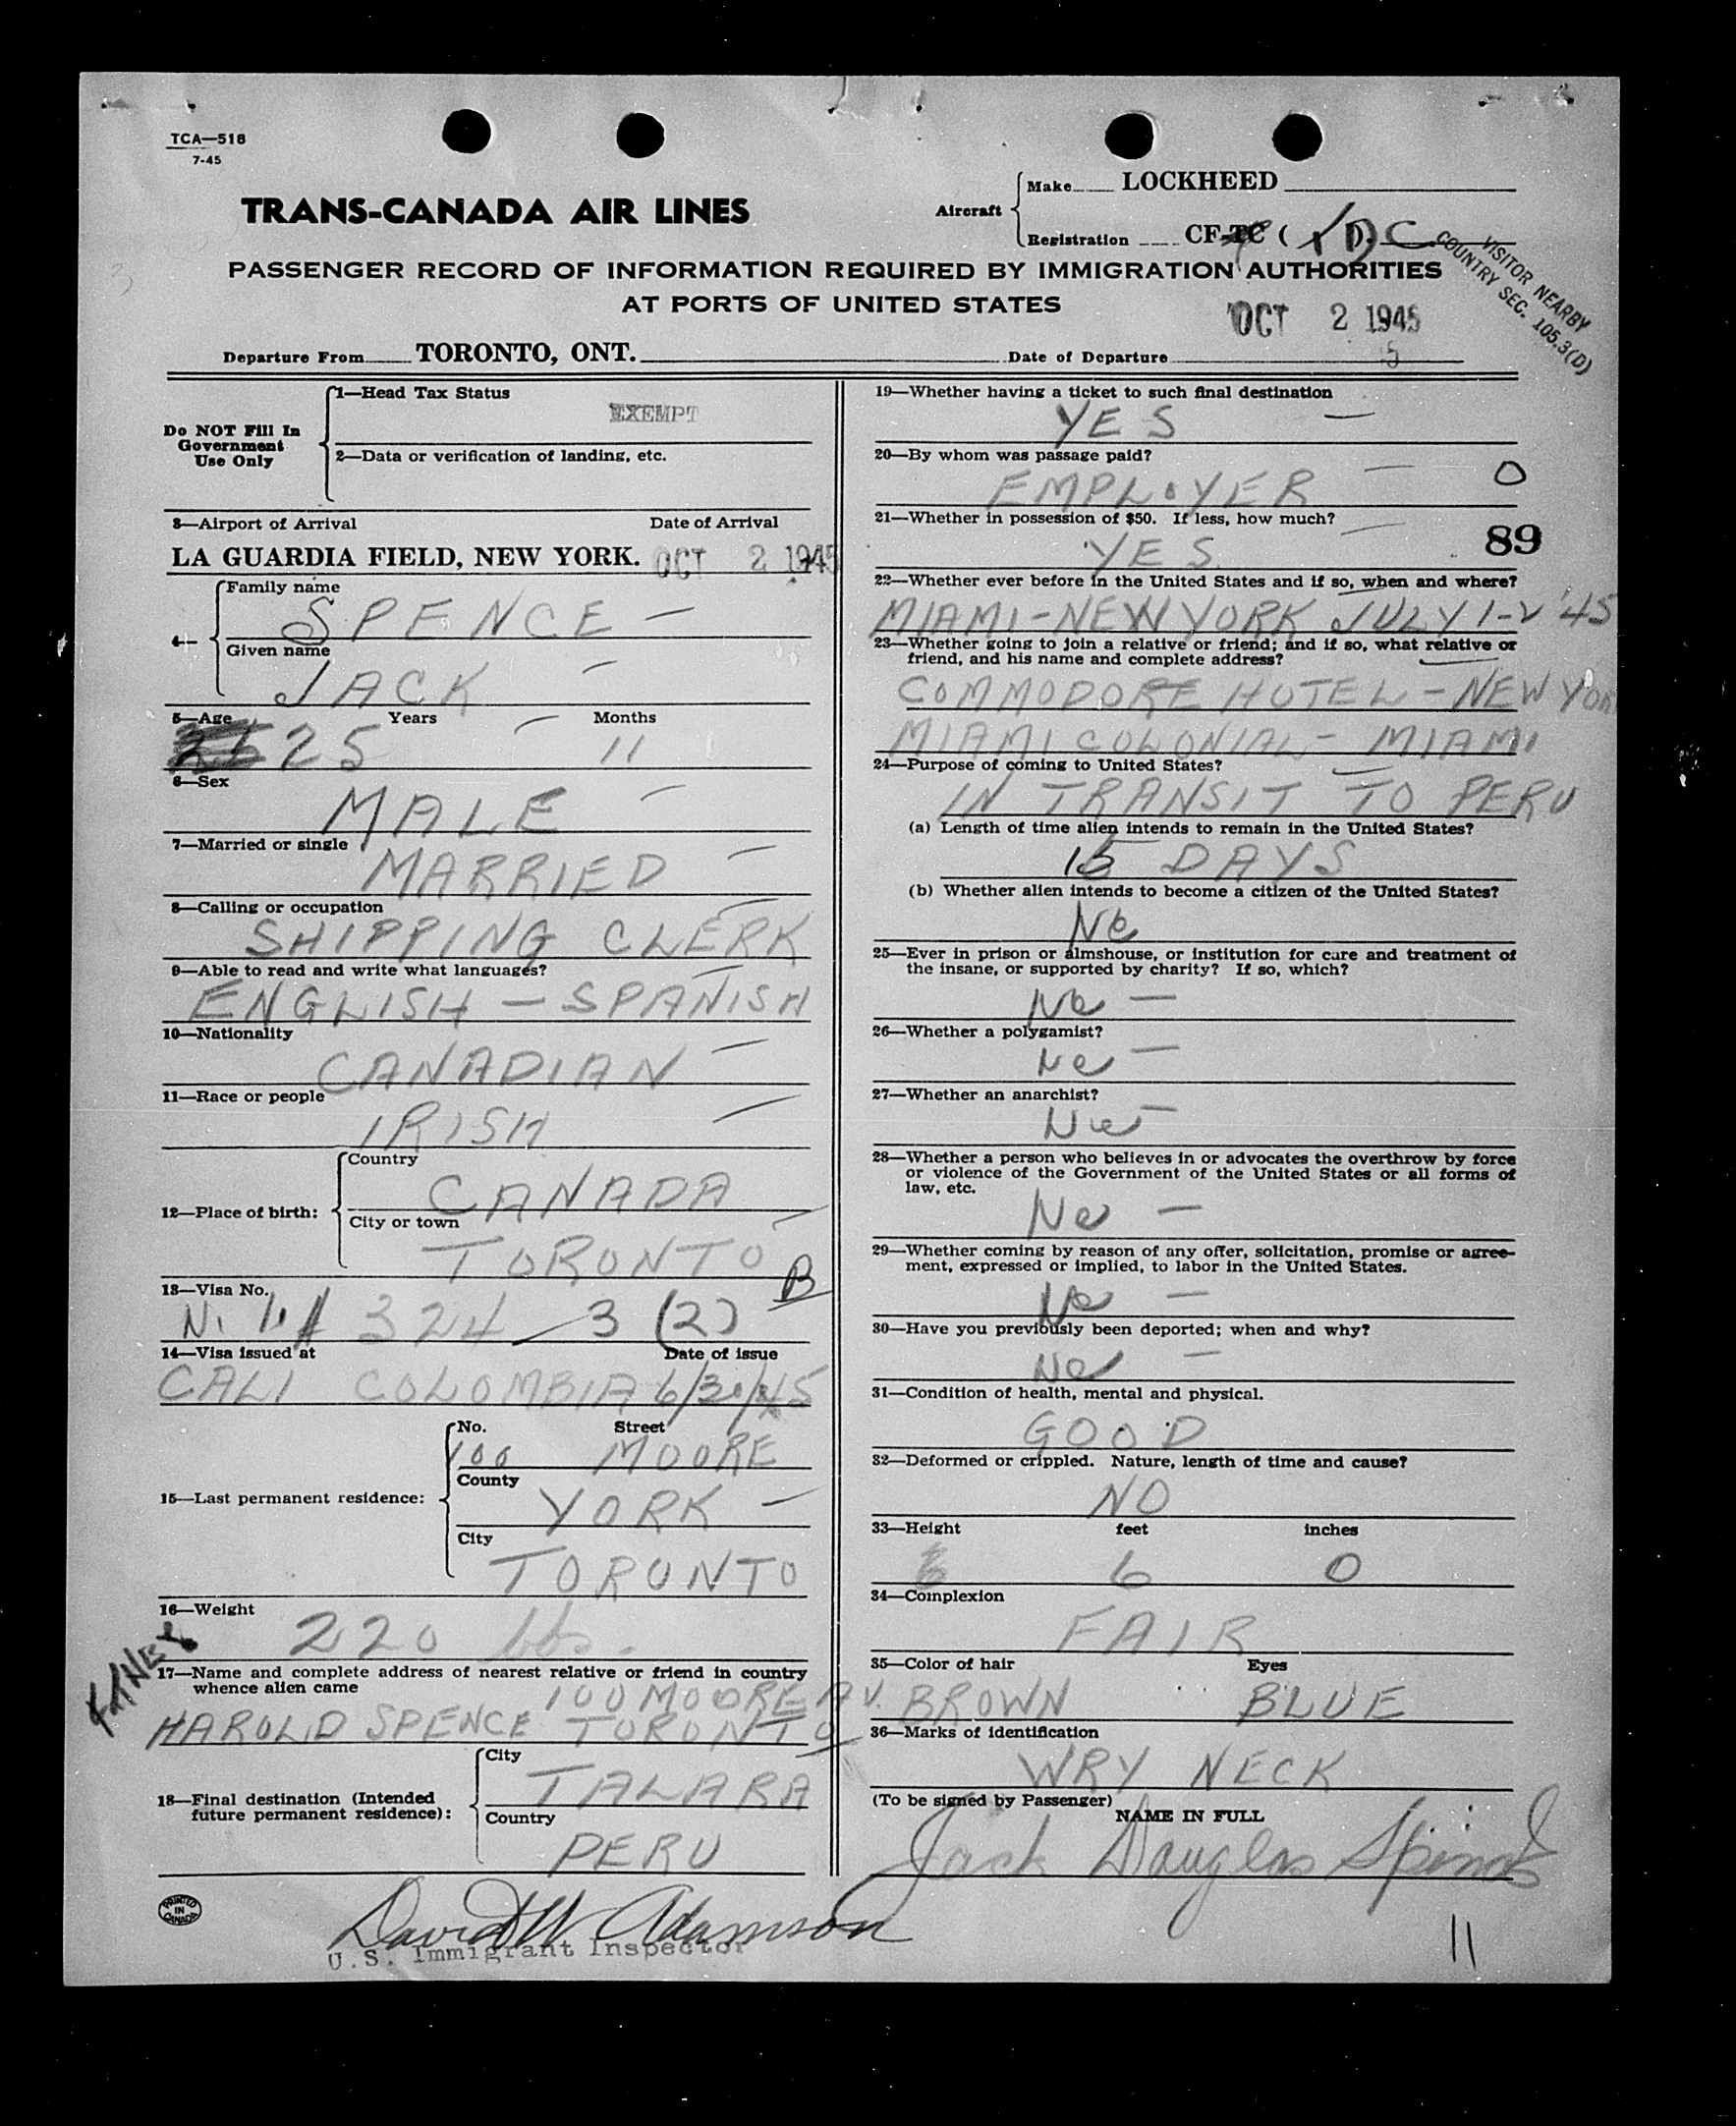 TCA—518
7-45
TRANS-CANADA AIR LINES
Aircraft
Make LOCKHEED
Registration CF-TC (
PASSENGER RECORD OF INFORMATION REQUIRED BY IMMIGRATION AUTHORITIES
AT PORTS OF UNITED STATES
VISITOR NEARBY
COUNTRY SEC. 105.3(D)
OCT 2 1945
Departure From TORONTO, ONT. Date of Departure
5
Do NOT Fill In
Government
Use Only
1—Head Tax Status
EXEMPT
2—Data or verification of landing, etc.
3—Airport of Arrival Date of Arrival
LA GUARDIA FIELD, NEW YORK. OCT 2 1945
4—
Family name
SPENCE —
Given name
JACK —
5—Age Years Months
25 11
6—Sex
MALE —
7—Married or single
MARRIED —
8—Calling or occupation
SHIPPING CLERK
9—Able to read and write what languages?
ENGLISH — SPANISH
10—Nationality
CANADIAN —
11—Race or people
IRISH
12—Place of birth:
Country
CANADA
City or town
TORONTO
B
13—Visa No.
324 — 3 (2)
14—Visa issued at Date of issue
CALI COLOMBIA 6/30/45
15—Last permanent residence:
No. Street
100 MOORE
County
YORK —
City
TORONTO
16—Weight
220 lbs.
17—Name and complete address of nearest relative or friend in country
whence alien came
100 MOORE AV.
HAROLD SPENCE TORONTO
18—Final destination (Intended
future permanent residence):
City
TALARA
Country
PERU
PRINTED
IN
CANADA
David W. Adamson
U.S. Immigrant Inspector
19—Whether having a ticket to such final destination
YES —
20—By whom was passage paid?
EMPLOYER — 0
21—Whether in possession of $50. If less, how much?
YES
89
22—Whether ever before in the United States and if so, when and where?
MIAMI-NEW YORK JULY 1-2 '45
23—Whether going to join a relative or friend; and if so, what relative or
friend, and his name and complete address?
COMMODORE HOTEL - NEW YOR
MIAMI COLONIAL - MIAMI
24—Purpose of coming to United States?
IN TRANSIT TO PERU
(a) Length of time alien intends to remain in the United States?
15 DAYS
(b) Whether alien intends to become a citizen of the United States?
No
25—Ever in prison or almshouse, or institution for care and treatment of
the insane, or supported by charity? If so, which?
No —
26—Whether a polygamist?
No —
27—Whether an anarchist?
No —
28—Whether a person who believes in or advocates the overthrow by force
or violence of the Government of the United States or all forms of
law, etc.
No —
29—Whether coming by reason of any offer, solicitation, promise or agree-
ment, expressed or implied, to labor in the United States.
No —
30—Have you previously been deported; when and why?
No —
31—Condition of health, mental and physical.
GOOD
32—Deformed or crippled. Nature, length of time and cause?
NO
33—Height feet inches
6 0
34—Complexion
FAIR
35—Color of hair Eyes
BROWN BLUE
36—Marks of identification
WRY NECK
(To be signed by Passenger)
NAME IN FULL
Jack Douglas Spence
11